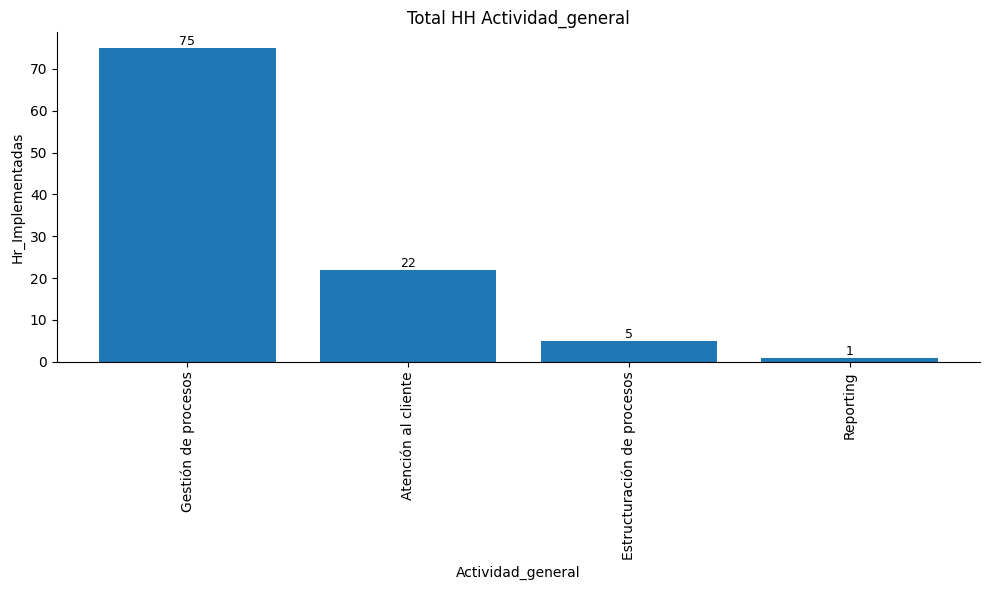 Total HH Actividad_general
Hr_Implementadas
70
60
50
40
30
20
10
0
75
22
5
1
Gestión de procesos
Atención al cliente
Estructuración de procesos
Reporting
Actividad_general